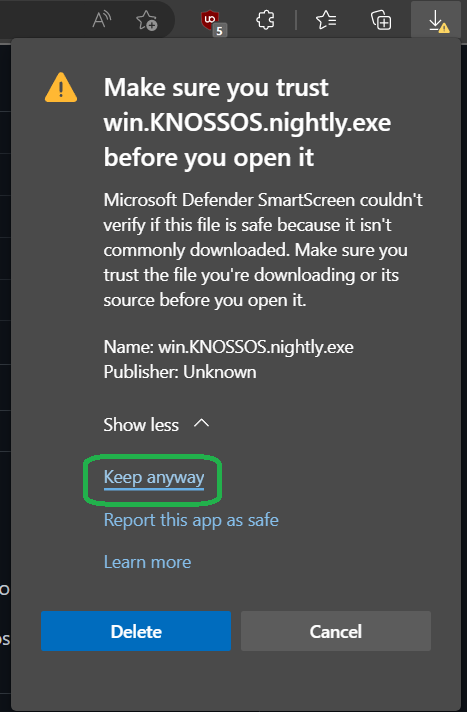 A
UO
5
Make sure you trust
win.KNOSSOS.nightly.exe
before you open it
Microsoft Defender SmartScreen couldn't
verify if this file is safe because it isn't
commonly downloaded. Make sure you
trust the file you're downloading or its
source before you open it.
Name: win.KNOSSOS.nightly.exe
Publisher: Unknown
Show less
Keep anyway
Report this app as safe
Learn more
o
os
Delete
Cancel